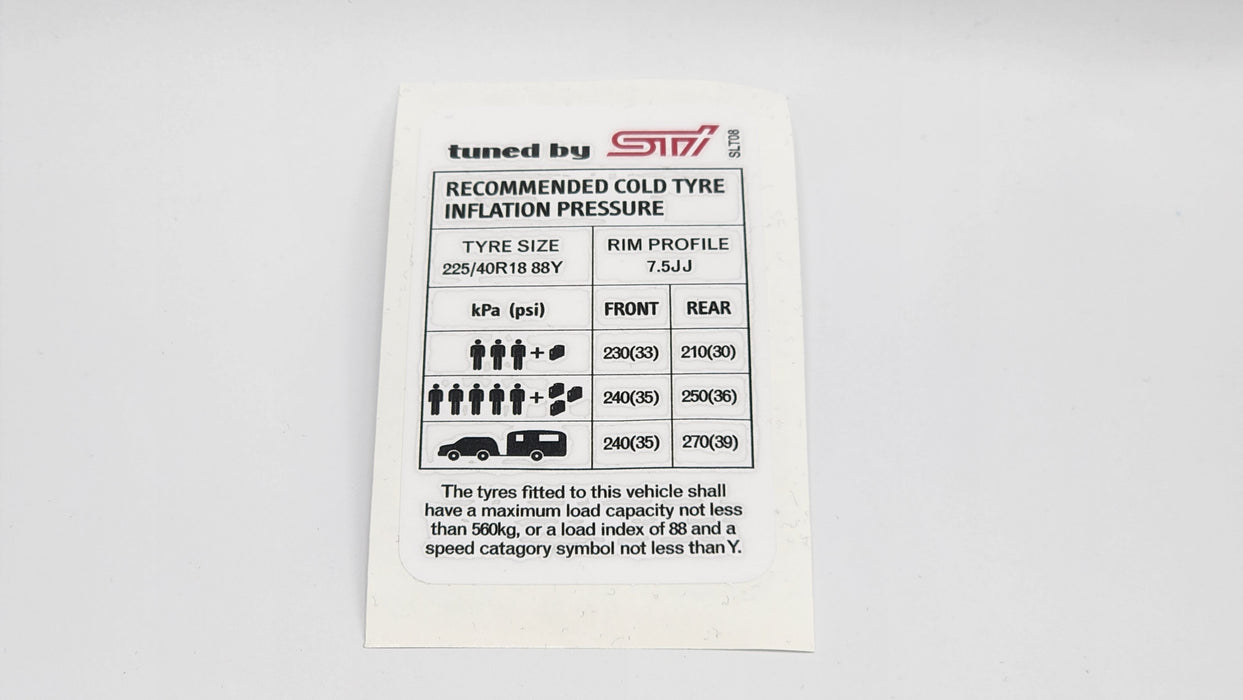 tuned by STi SLT08
RECOMMENDED COLD TYRE
INFLATION PRESSURE
TYRE SIZE RIM PROFILE
225/40R18 88Y 7.5JJ
kPa (psi) FRONT REAR
+ 230(33) 210(30)
+ 240(35) 250(36)
240(35) 270(39)
The tyres fitted to this vehicle shall
have a maximum load capacity not less
than 560kg, or a load index of 88 and a
speed catagory symbol not less than Y.